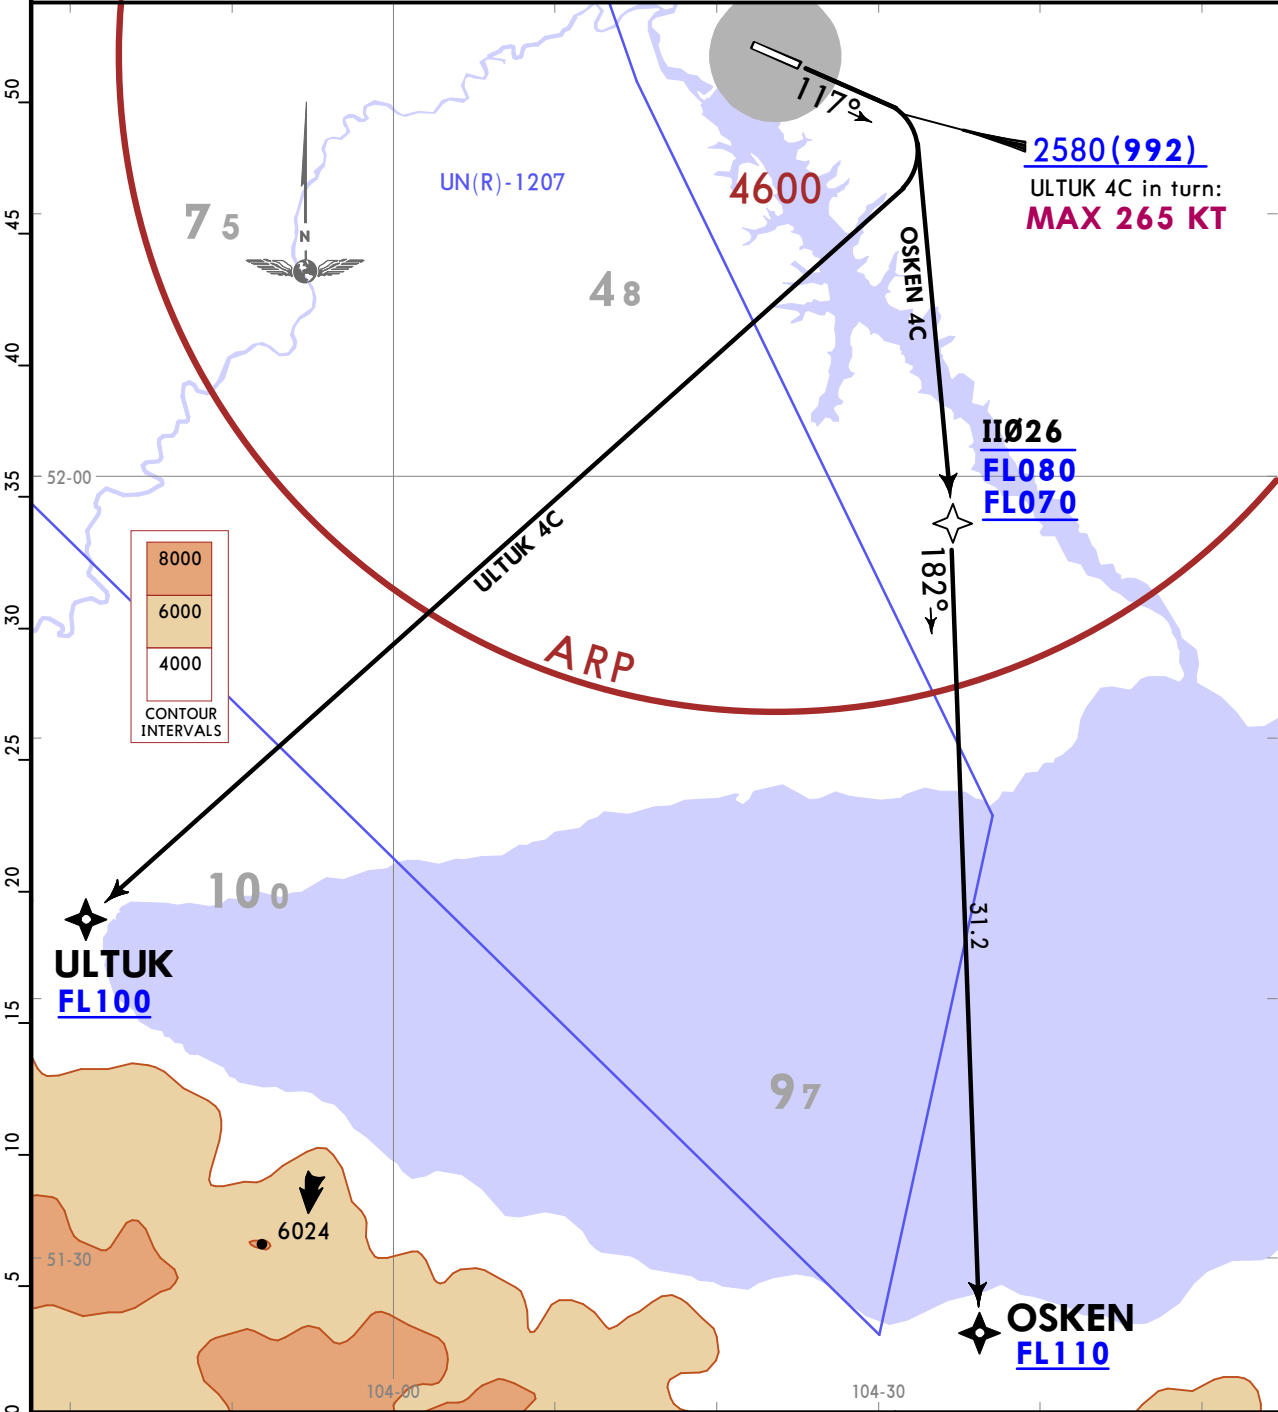 50
117°
2580(992)
UN(R)-1207
4600
ULTUK 4C in turn:
MAX 265 KT
7 5
45
N
OSKEN 4C
4 8
40
IIØ26
FL080
FL070
35
52-00
ULTUK 4C
8000
6000
4000
CONTOUR
INTERVALS
182°
30
ARP
25
20
10 0
31.2
ULTUK
FL100
15
9 7
10
6024
51-30
5
OSKEN
FL110
104-00
104-30
0